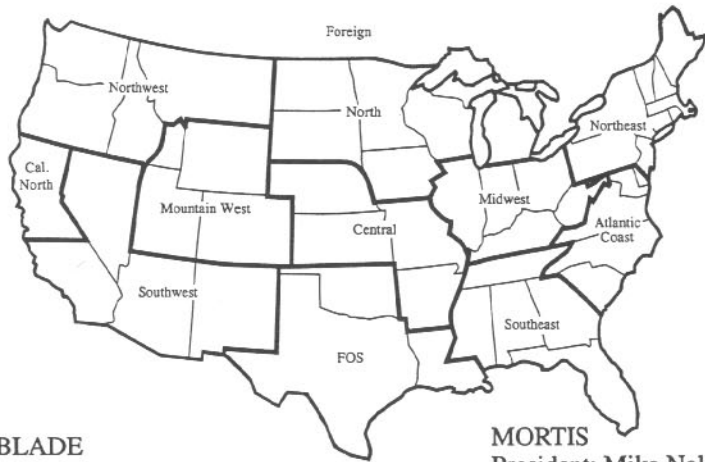 Foreign
Northwest
North
Northeast
Cal.
North
Mountain West
Midwest
Central
Atlantic
Coast
Southwest
Southeast
FOS
BLADE
MORTIS